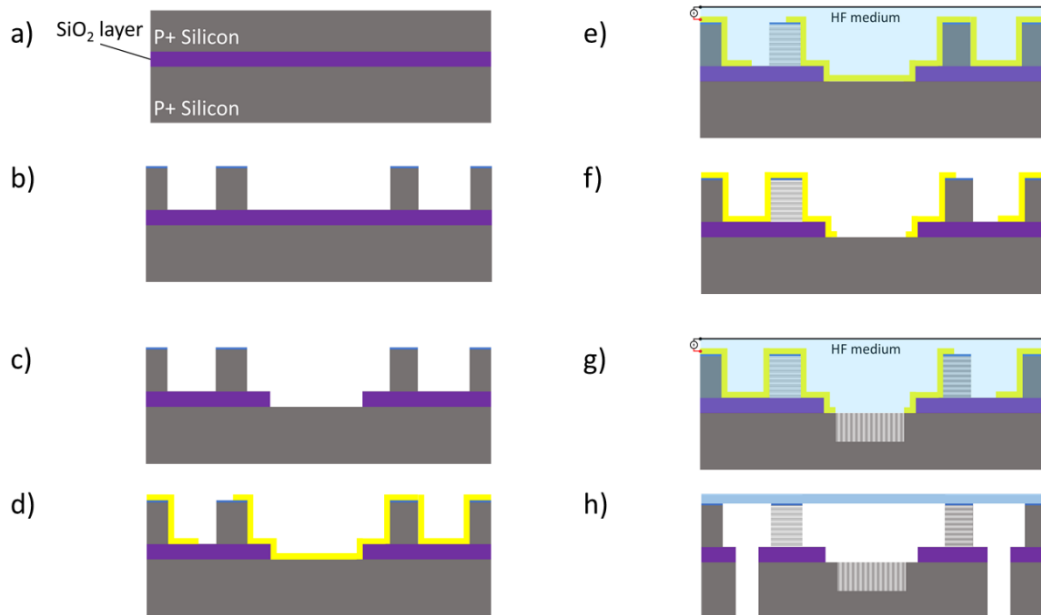 a)
SiO₂ layer
P+ Silicon
P+ Silicon
b)
c)
d)
e)
HF medium
f)
g)
HF medium
h)